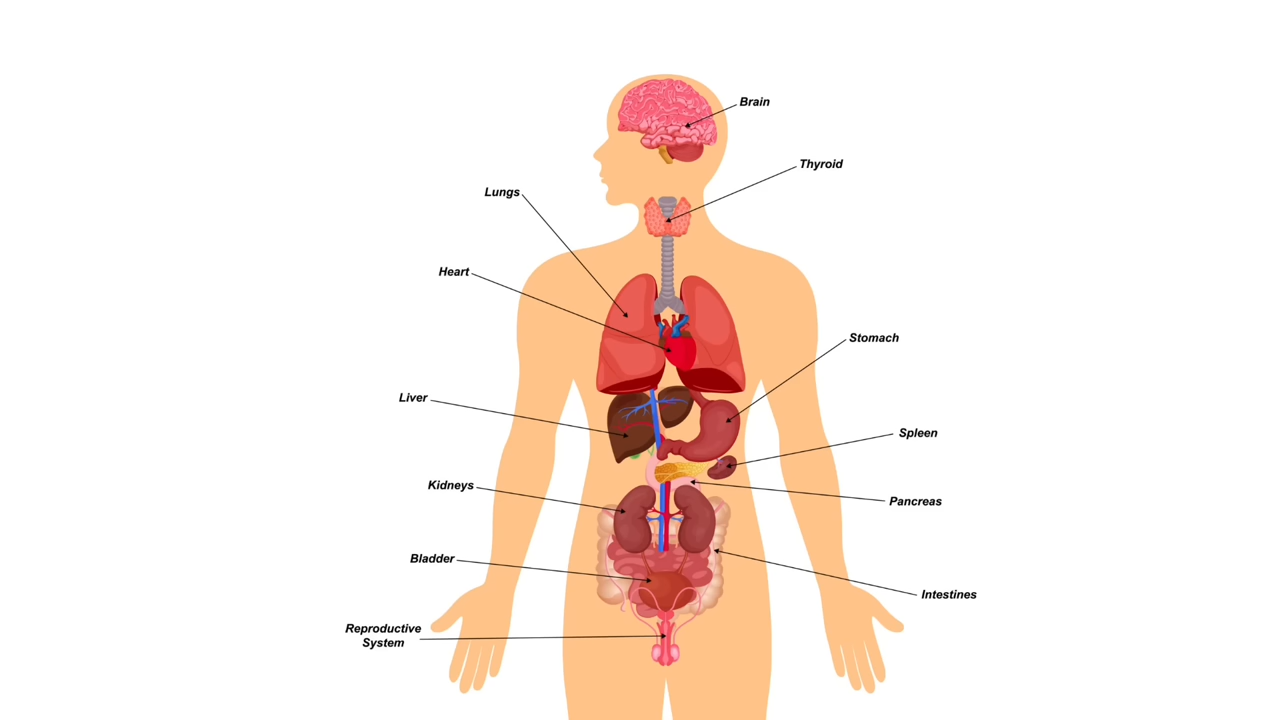 Brain
Thyroid
Lungs
Heart
Stomach
Liver
Spleen
Kidneys
Pancreas
Bladder
Intestines
Reproductive
System